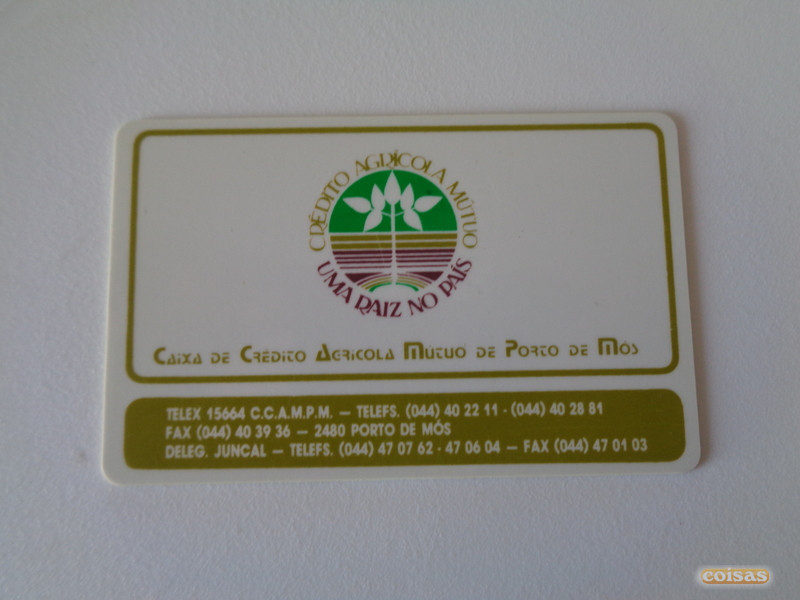 CRÉDITO AGRÍCOLA MÚTUO
UMA RAIZ NO PAÍS
CAIXA DE CRÉDITO AGRICOLA MÚTUO DE PORTO DE MÓS
TELEX 15664 C.C.A.M.P.M. — TELEFS. (044) 40 22 11 · (044) 40 28 81
FAX (044) 40 39 36 — 2480 PORTO DE MÓS
DELEG. JUNCAL — TELEFS. (044) 47 07 62 · 47 06 04 — FAX (044) 47 01 03
coisas